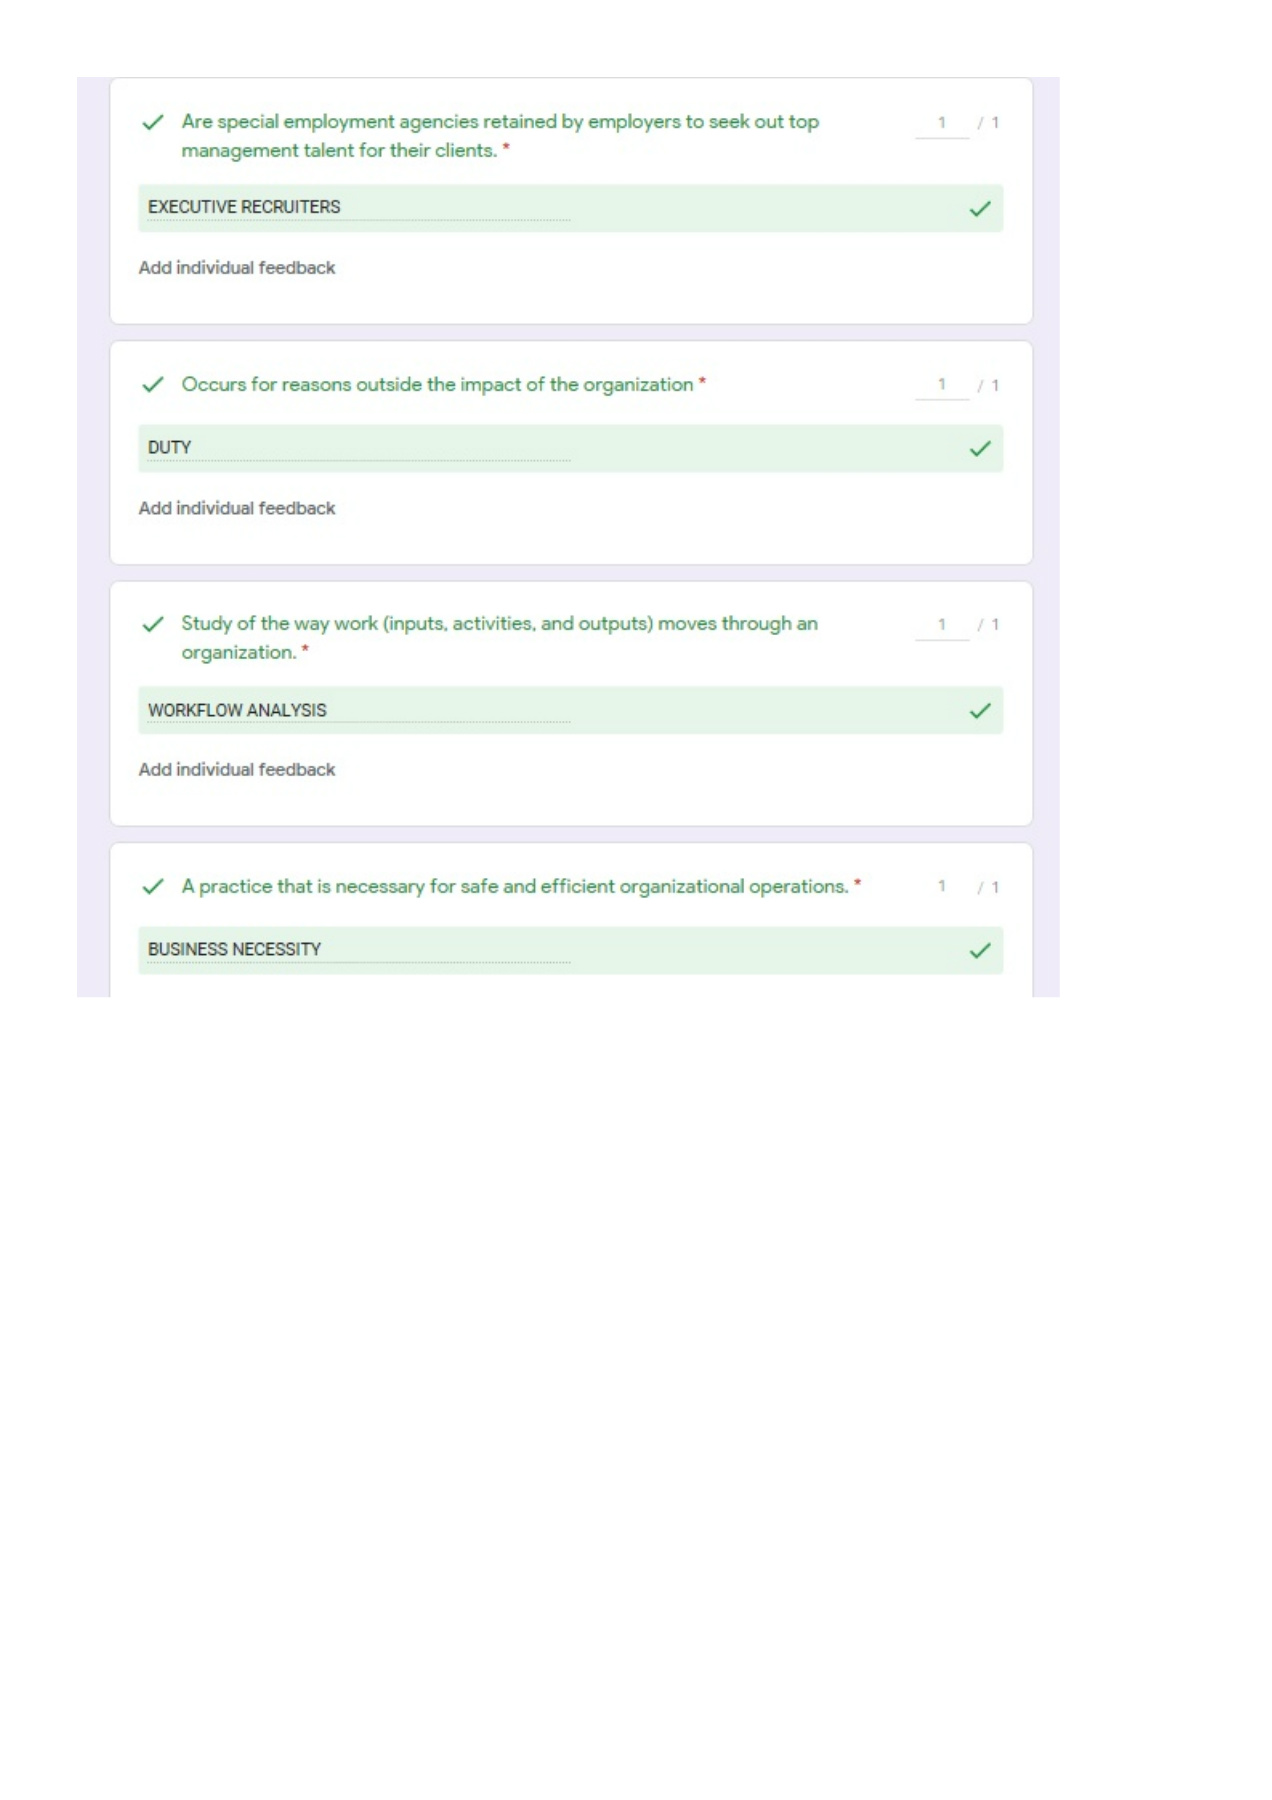 Are special employment agencies retained by employers to seek out top
management talent for their clients. *
1 / 1
EXECUTIVE RECRUITERS
Add individual feedback
Occurs for reasons outside the impact of the organization *
1 / 1
DUTY
Add individual feedback
Study of the way work (inputs, activities, and outputs) moves through an
organization. *
1 / 1
WORKFLOW ANALYSIS
Add individual feedback
A practice that is necessary for safe and efficient organizational operations. *
1 / 1
BUSINESS NECESSITY